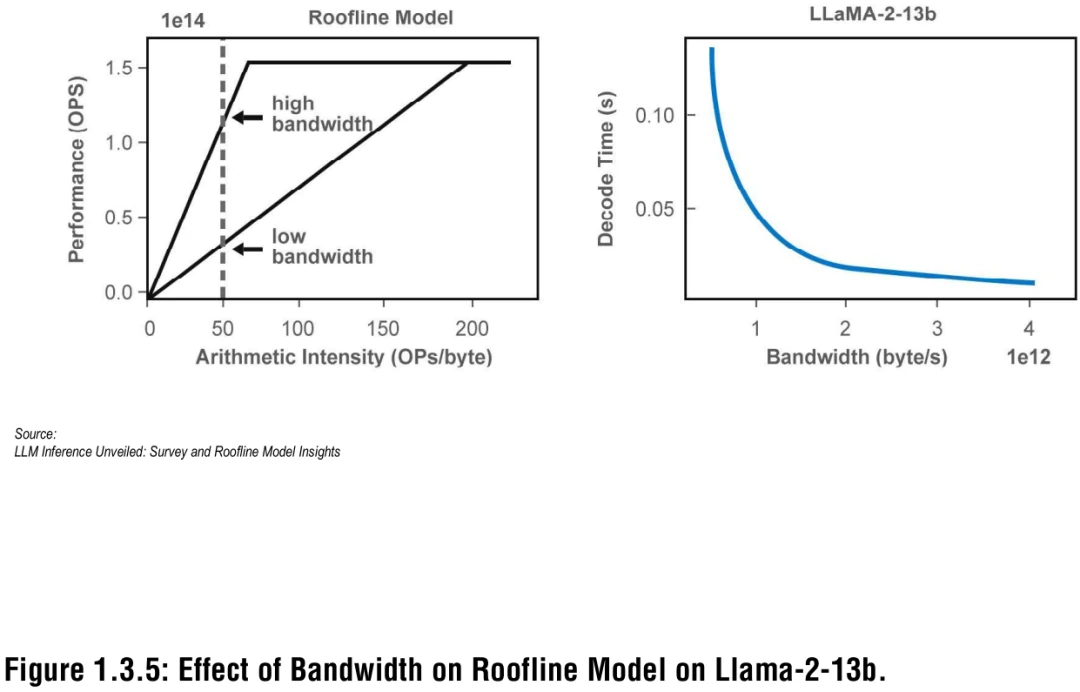 1e14
Roofline Model
Performance (OPS)
1.5
1.0
0.5
0.0
high
bandwidth
low
bandwidth
0 50 100 150 200
Arithmetic Intensity (OPs/byte)
LLaMA-2-13b
Decode Time (s)
0.10
0.05
1 2 3 4
Bandwidth (byte/s)
1e12
Source:
LLM Inference Unveiled: Survey and Roofline Model Insights
Figure 1.3.5: Effect of Bandwidth on Roofline Model on Llama-2-13b.